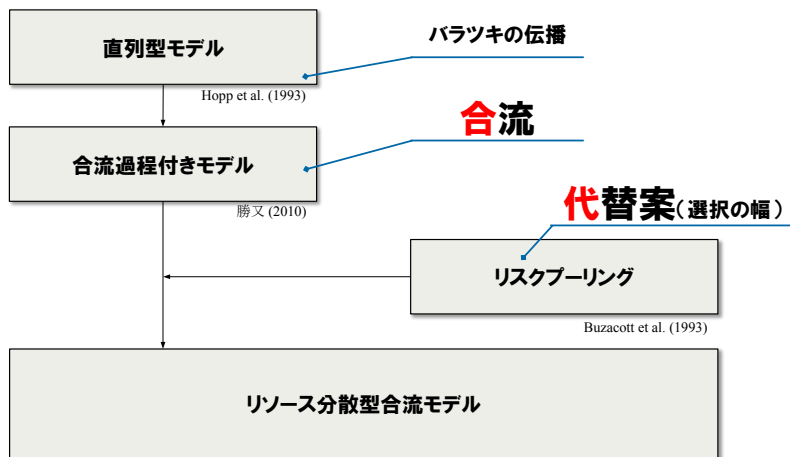 直列型モデル
バラツキの伝播
Hopp et al. (1993)
合流
合流過程付きモデル
勝又 (2010)
代替案(選択の幅)
リスクプーリング
Buzacott et al. (1993)
リソース分散型合流モデル